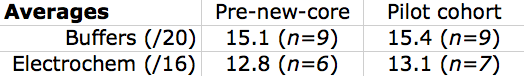 Averages Pre-new-core Pilot cohort
Buffers (/20) 15.1 (n=9) 15.4 (n=9)
Electrochem (/16) 12.8 (n=6) 13.1 (n=7)